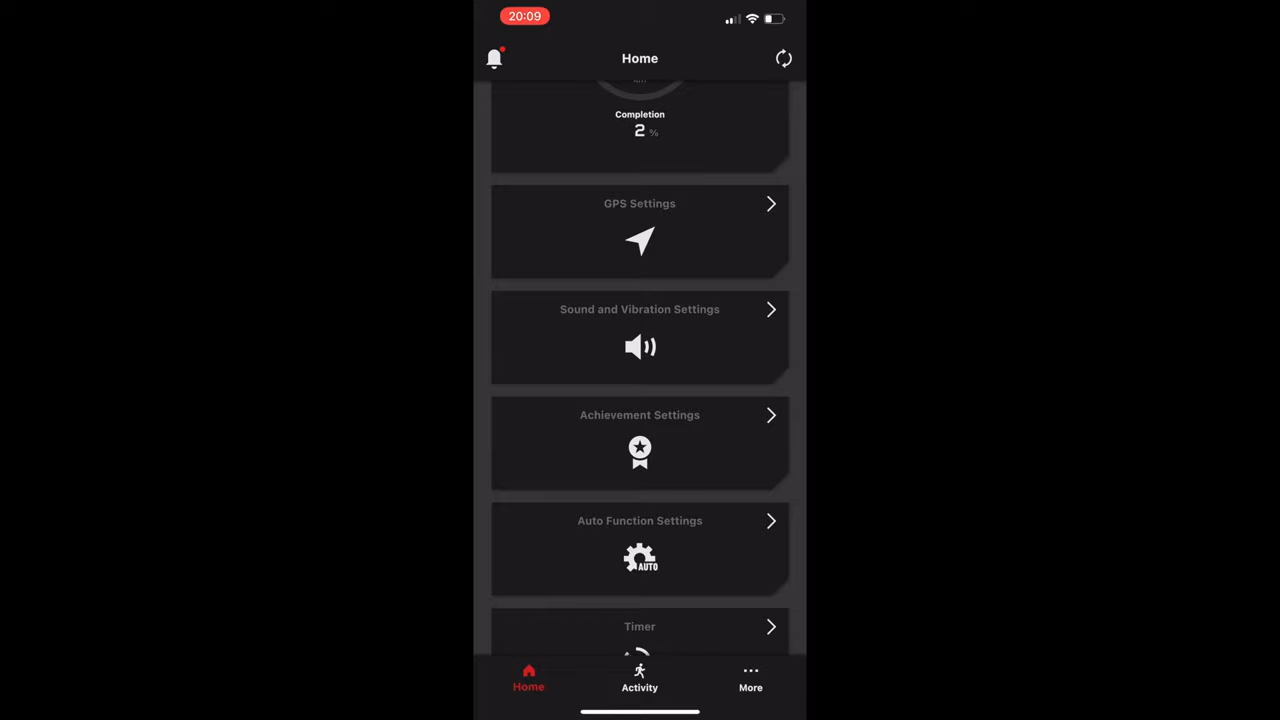 20:09
Home
km
Completion
2 %
GPS Settings
Sound and Vibration Settings
Achievement Settings
Auto Function Settings
AUTO
Timer
Home
Activity
More